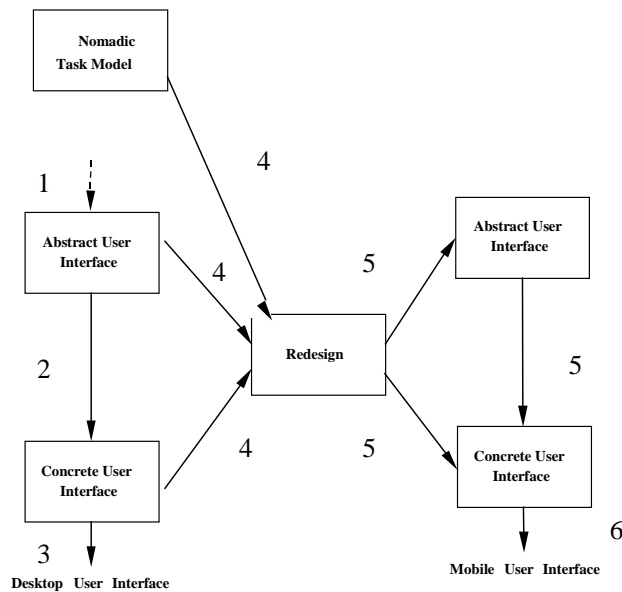 Nomadic
Task Model
4
1
Abstract User
Interface
Abstract User
Interface
4
5
Redesign
2
5
4
5
Concrete User
Interface
Concrete User
Interface
3
6
Desktop User Interface
Mobile User Interface